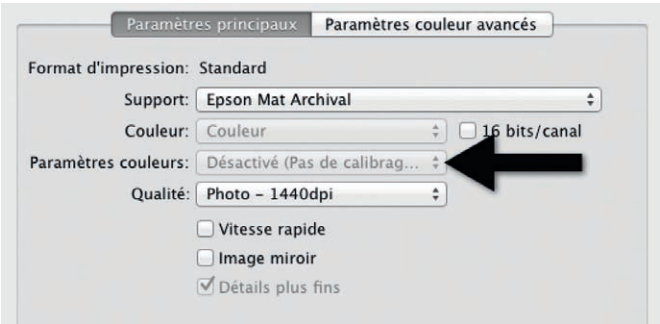 Paramètres principaux Paramètres couleur avancés
Format d'impression: Standard
Support: Epson Mat Archival
Couleur: Couleur 16 bits/canal
Paramètres couleurs: Désactivé (Pas de calibrag...
Qualité: Photo – 1440dpi
Vitesse rapide
Image miroir
Détails plus fins